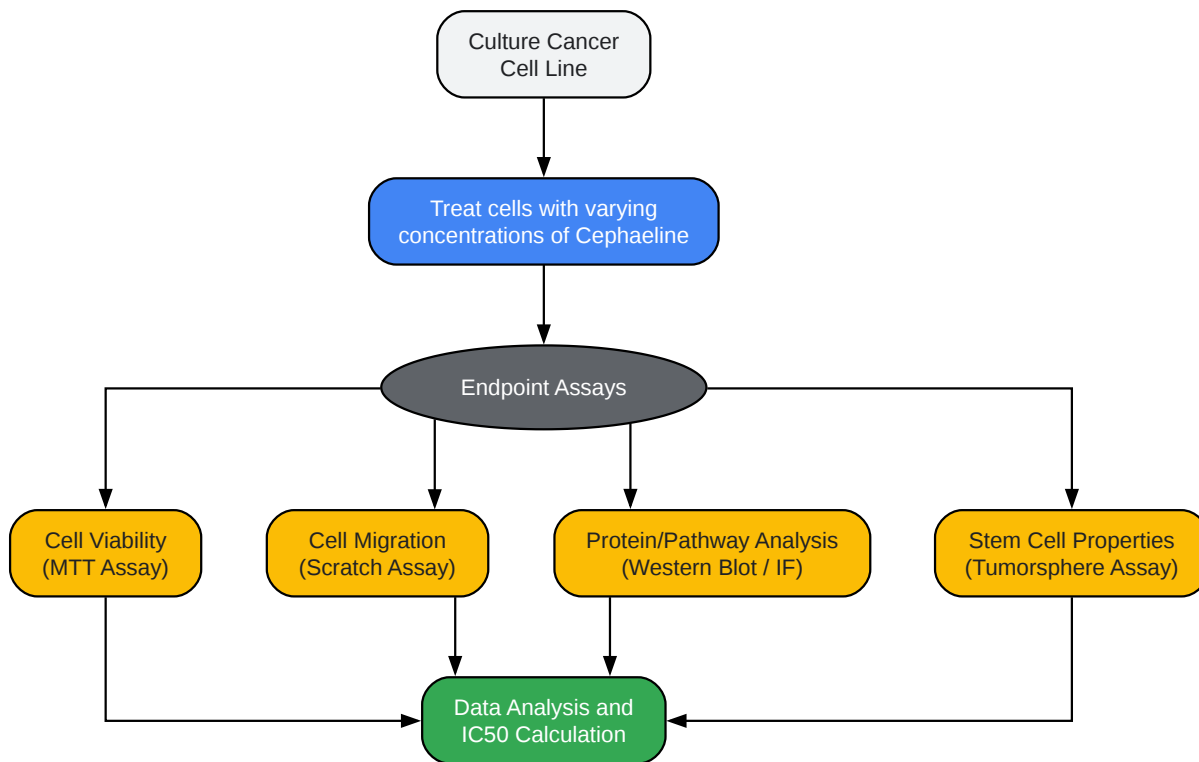 Culture Cancer
Cell Line
Treat cells with varying
concentrations of Cephaeline
Endpoint Assays
Cell Viability
(MTT Assay)
Cell Migration
(Scratch Assay)
Protein/Pathway Analysis
(Western Blot / IF)
Stem Cell Properties
(Tumorsphere Assay)
Data Analysis and
IC50 Calculation